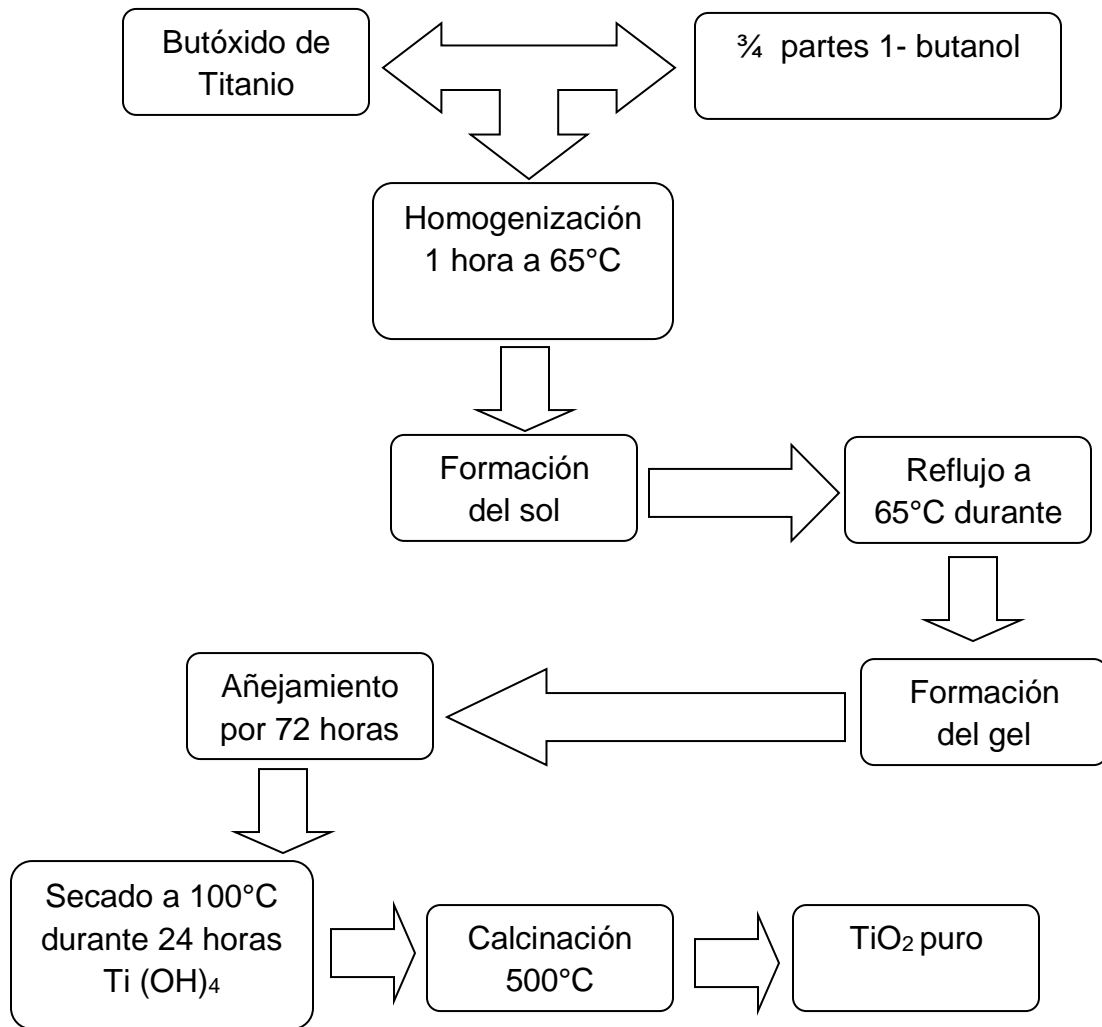 Butóxido de
Titanio
¾ partes 1- butanol
Homogenización
1 hora a 65°C
Formación
del sol
Reflujo a
65°C durante
Formación
del gel
Añejamiento
por 72 horas
Secado a 100°C
durante 24 horas
Ti (OH)₄
Calcinación
500°C
TiO₂ puro